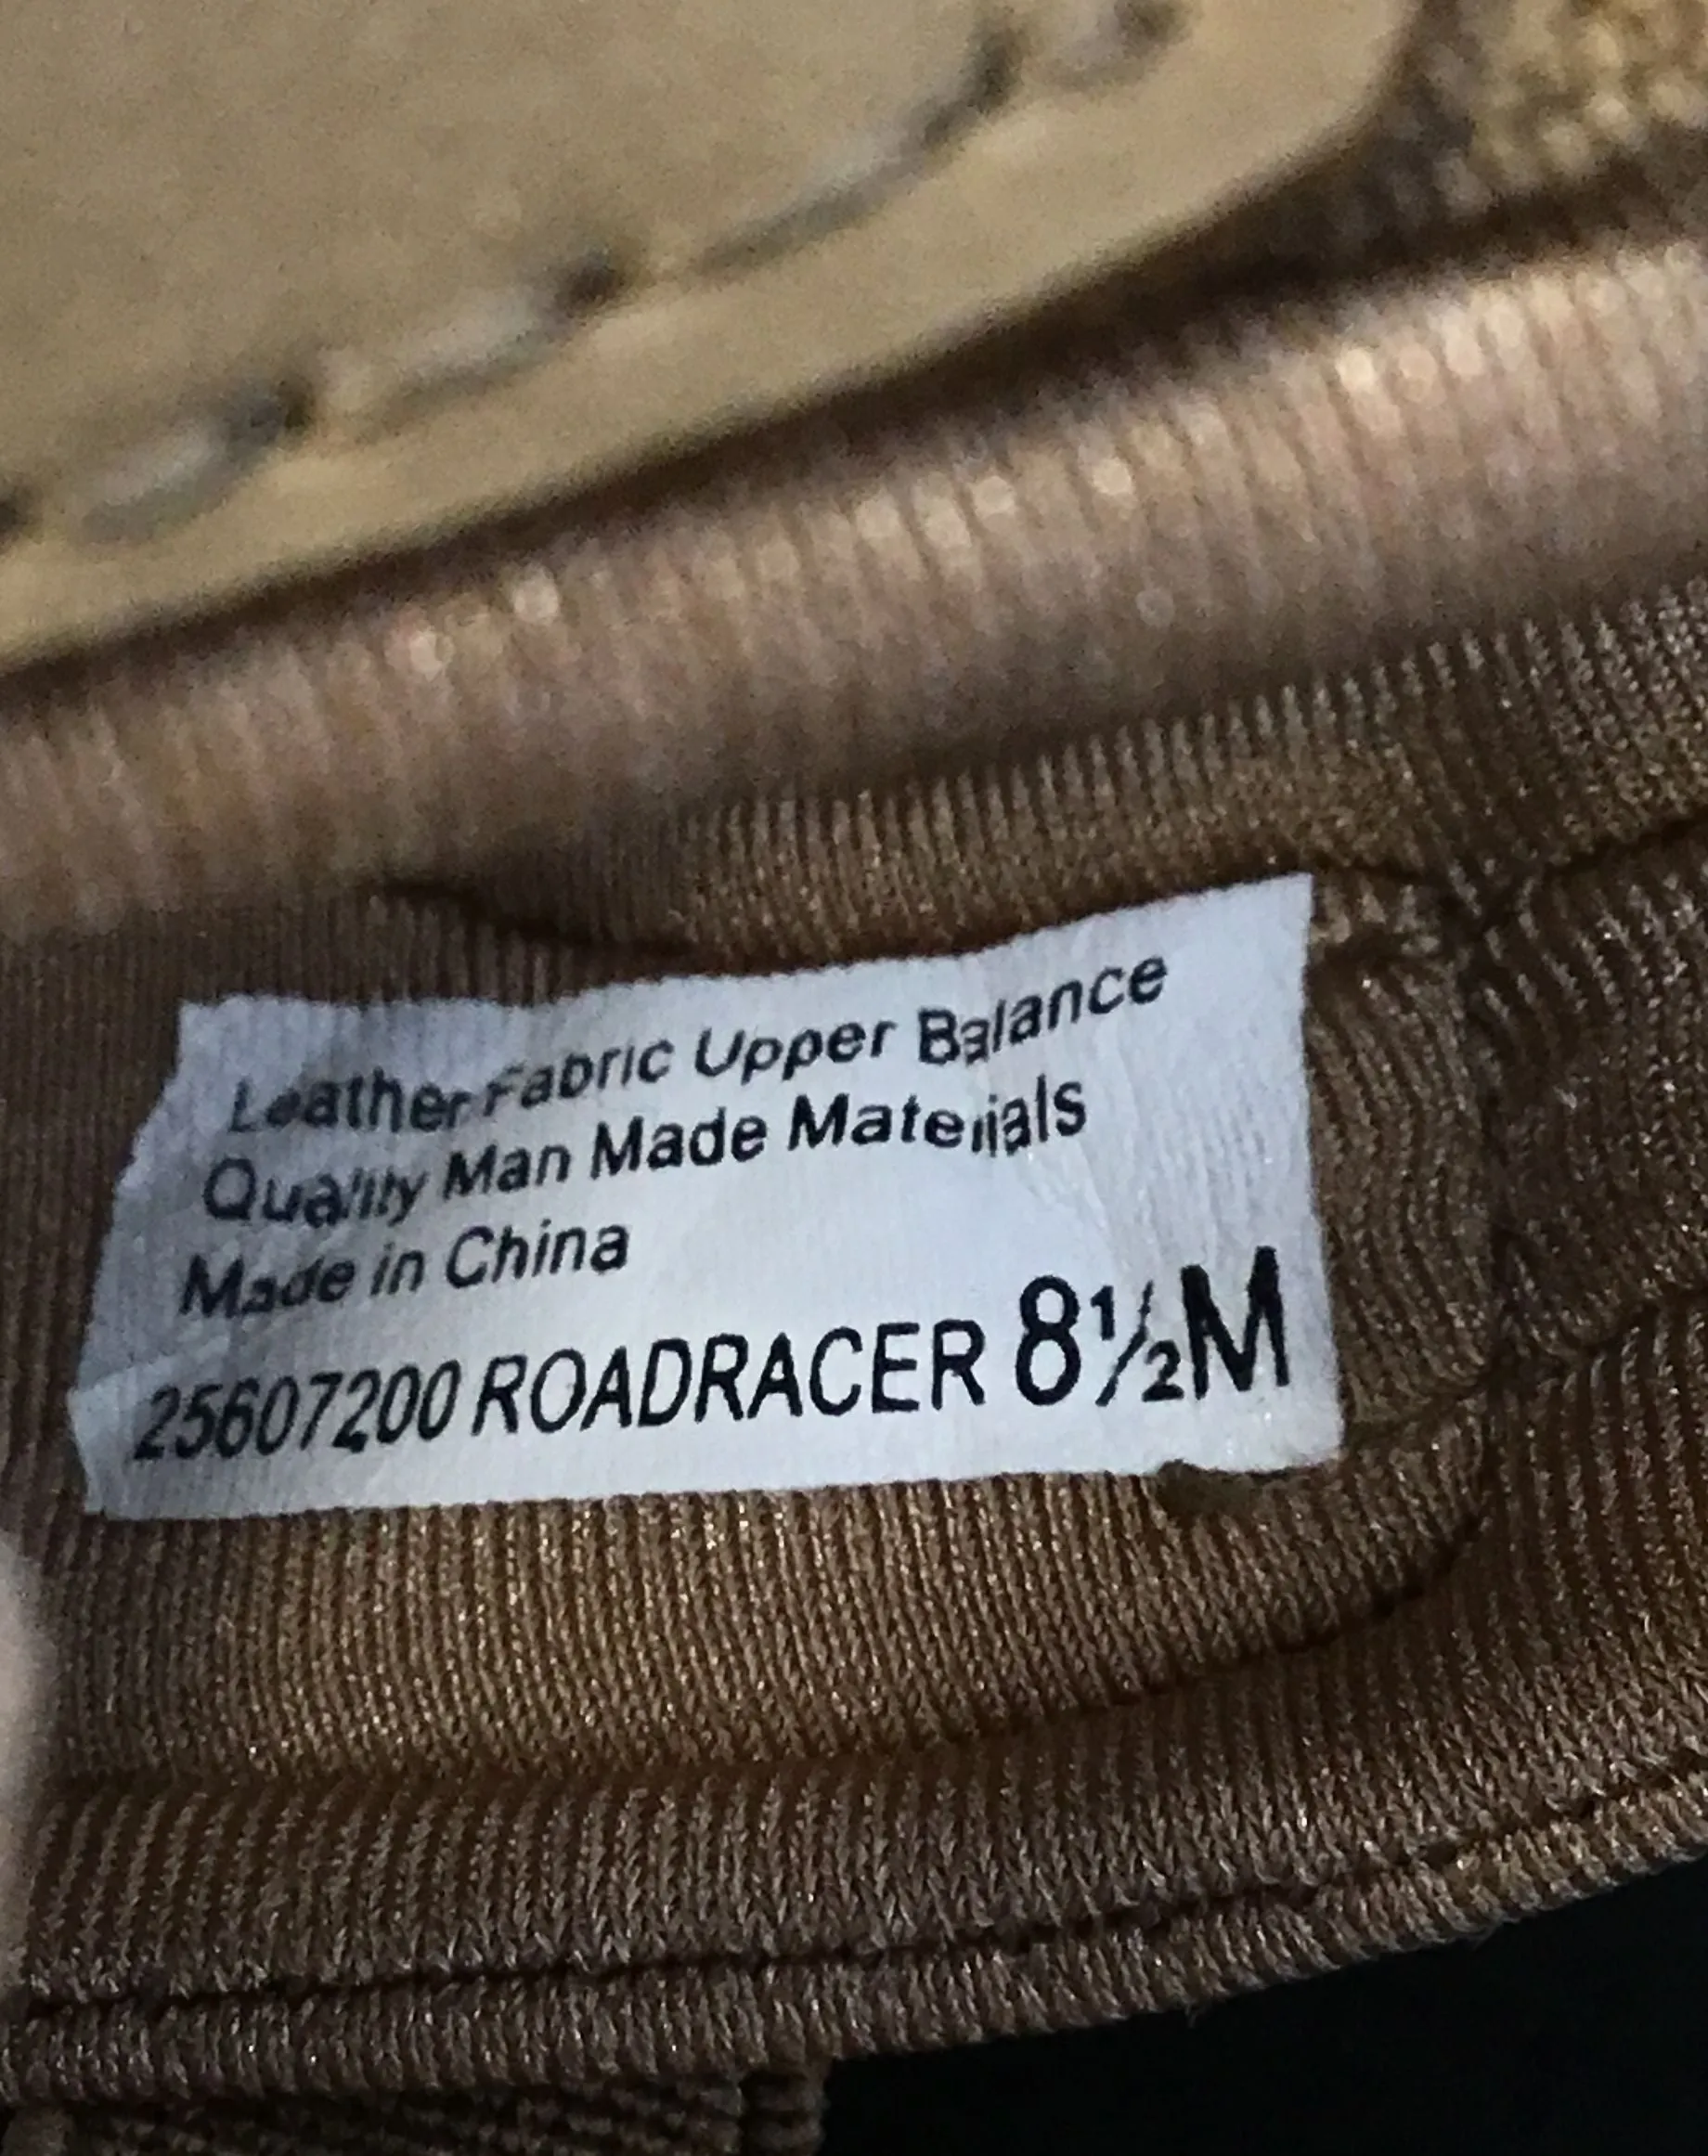 Leather Fabric Upper Balance
Quality Man Made Materials
Made in China
25607200 ROADRACER 8½M